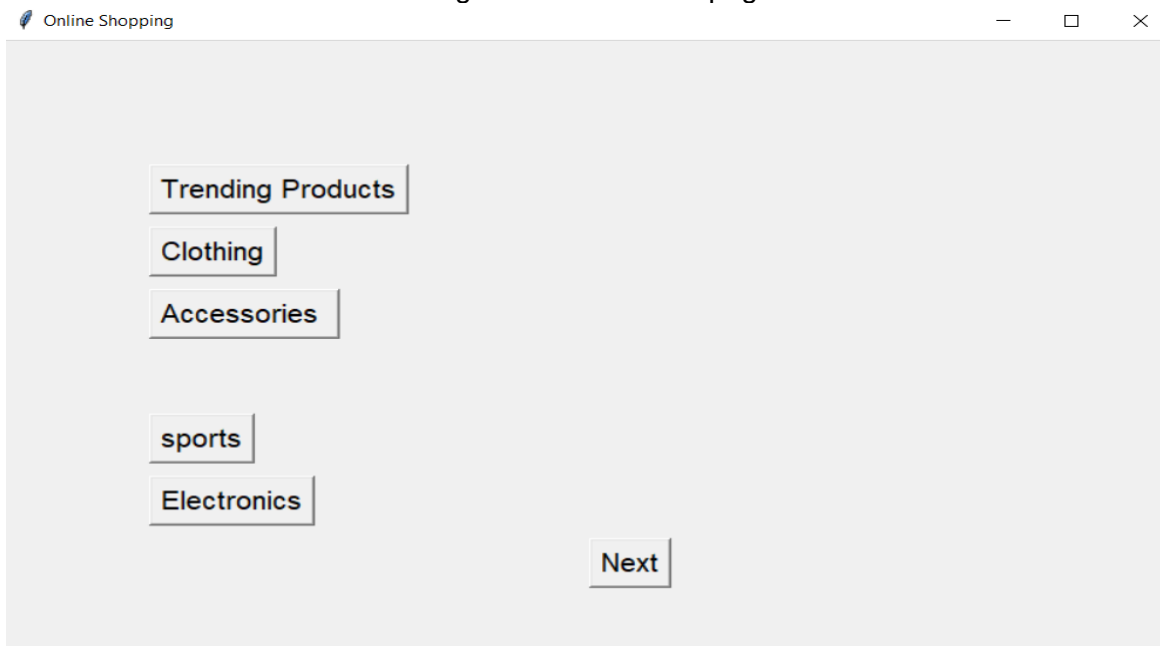 Online Shopping
Trending Products
Clothing
Accessories
sports
Electronics
Next